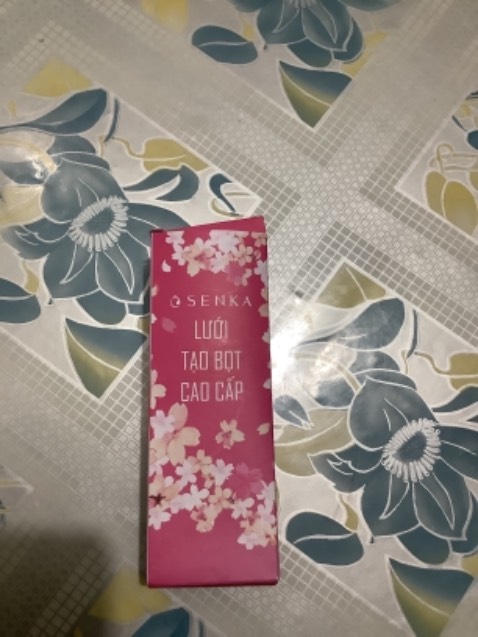 SENKA
LƯỚI
TẠO BỌT
CAO CẤP